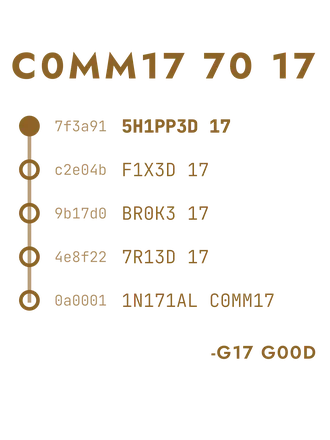 C0MM17 70 17
7f3a91 5H1PP3D 17
c2e04b F1X3D 17
9b17d0 BR0K3 17
4e8f22 7R13D 17
0a0001 1N171AL C0MM17
-G17 G00D